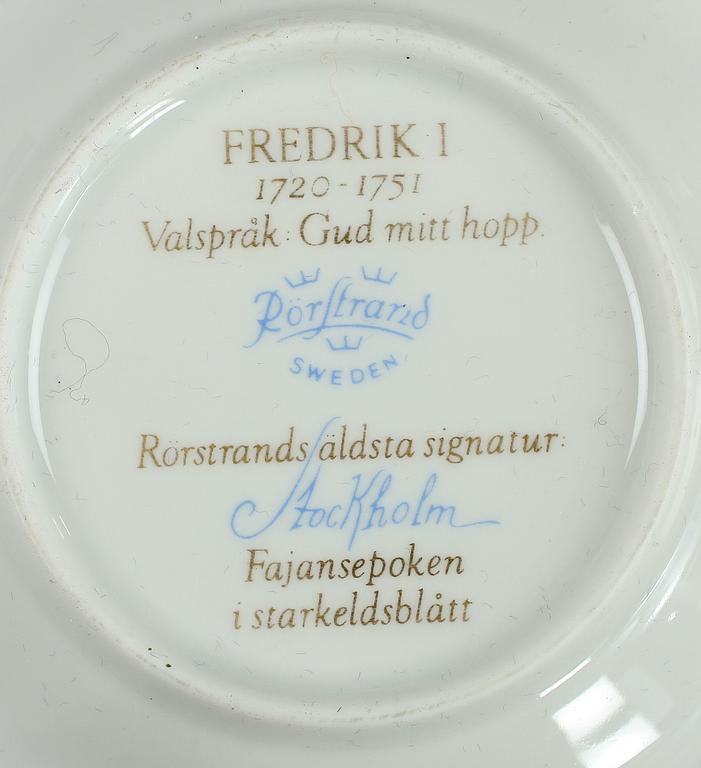 FREDRIK I
1720-1751
Valspråk: Gud mitt hopp.
Rörstrand
SWEDEN
Rörstrands äldsta signatur:
Stockholm
Fajansepoken
i starkeldsblått